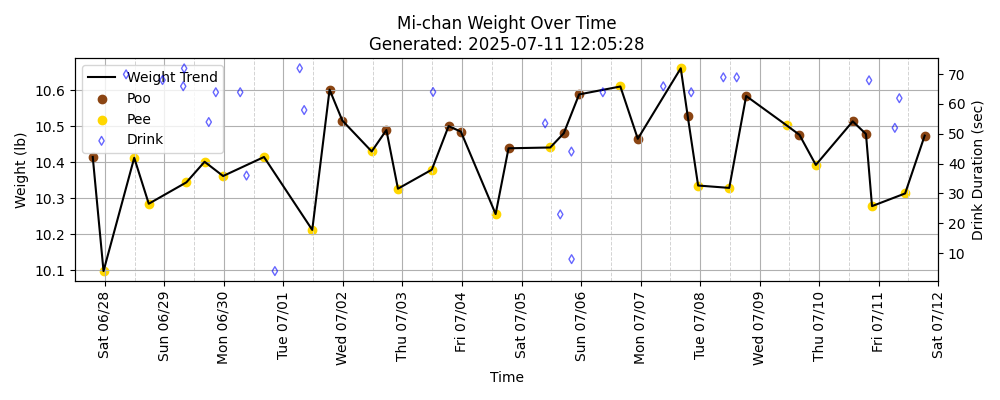 Mi-chan Weight Over Time
Generated: 2025-07-11 12:05:28
Weight Trend
Poo
Pee
Drink
Weight (lb)
10.6
10.5
10.4
10.3
10.2
10.1
70
60
50
40
30
20
10
Drink Duration (sec)
Sat 06/28
Sun 06/29
Mon 06/30
Tue 07/01
Wed 07/02
Thu 07/03
Fri 07/04
Sat 07/05
Sun 07/06
Mon 07/07
Tue 07/08
Wed 07/09
Thu 07/10
Fri 07/11
Sat 07/12
Time